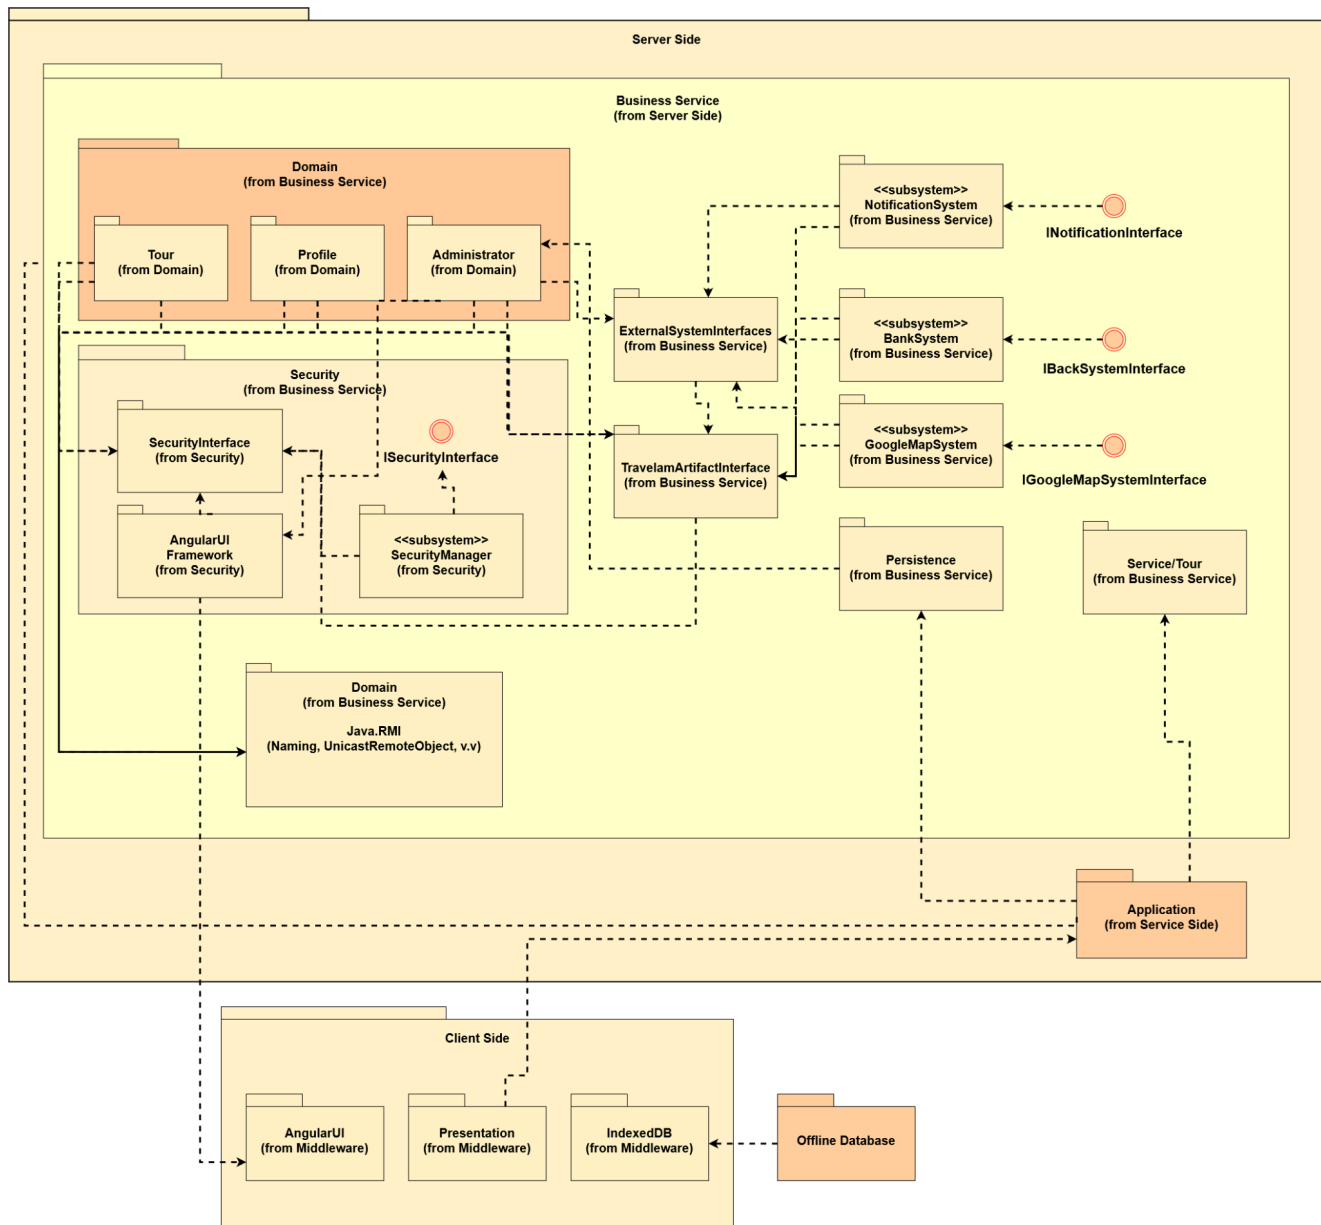 Server Side
Business Service
(from Server Side)
Domain
(from Business Service)
Tour
(from Domain)
Profile
(from Domain)
Administrator
(from Domain)
<<subsystem>>
NotificationSystem
(from Business Service)
INotificationInterface
ExternalSystemInterfaces
(from Business Service)
<<subsystem>>
BankSystem
(from Business Service)
IBackSystemInterface
Security
(from Business Service)
SecurityInterface
(from Security)
ISecurityInterface
TravelamArtifactInterface
(from Business Service)
<<subsystem>>
GoogleMapSystem
(from Business Service)
IGoogleMapSystemInterface
AngularUI
Framework
(from Security)
<<subsystem>>
SecurityManager
(from Security)
Persistence
(from Business Service)
Service/Tour
(from Business Service)
Domain
(from Business Service)
Java.RMI
(Naming, UnicastRemoteObject, v.v)
Application
(from Service Side)
Client Side
AngularUI
(from Middleware)
Presentation
(from Middleware)
IndexedDB
(from Middleware)
Offline Database